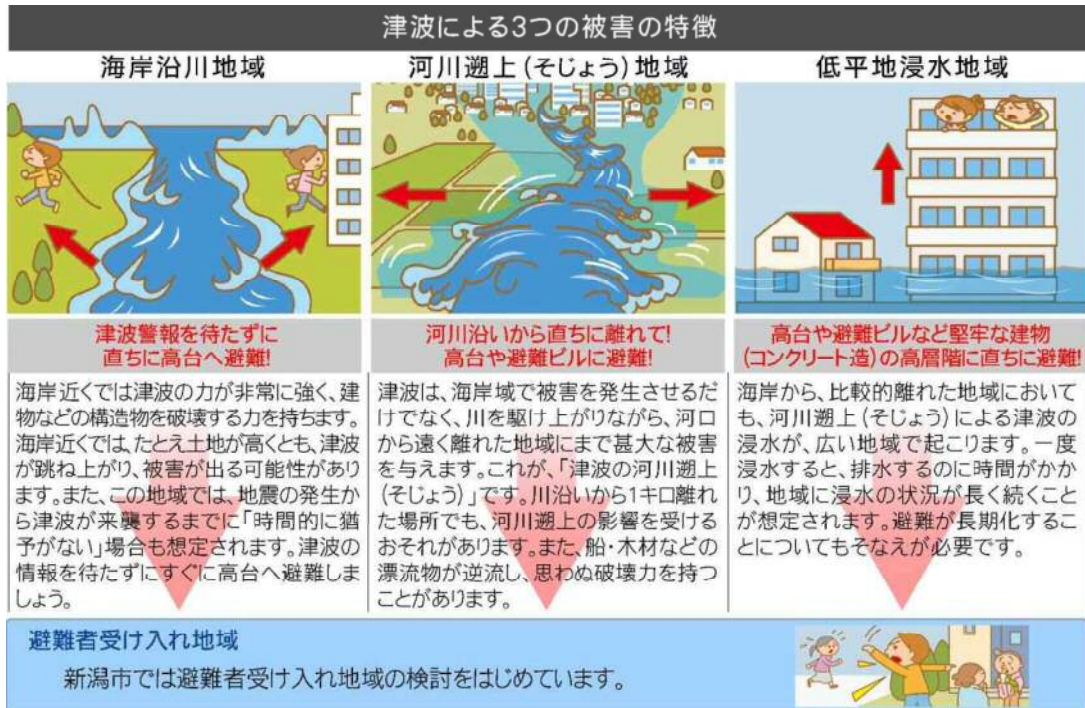 津波による3つの被害の特徴
海岸沿川地域
津波警報を待たずに
直ちに高台へ避難!
海岸近くでは津波の力が非常に強く、建
物などの構造物を破壊する力を持ちます。
海岸近くでは、たとえ土地が高くとも、津波
が跳ね上がり、被害が出る可能性がありま
す。また、この地域では、地震の発生か
ら津波が来襲するまでに「時間的に猶
予がない」場合も想定されます。津波の
情報を待たずにすぐに高台へ避難しま
しょう。
河川遡上(そじょう)地域
河川沿いから直ちに離れて!
高台や避難ビルに避難!
津波は、海岸域で被害を発生させるだ
けでなく、川を駆け上がりながら、河口
から遠く離れた地域にまで甚大な被害
を与えます。これが、「津波の河川遡上
(そじょう)」です。川沿いから1キロ離れ
た場所でも、河川遡上の影響を受ける
おそれがあります。また、船・木材などの
漂流物が逆流し、思わぬ破壊力を持つ
ことがあります。
低平地浸水地域
高台や避難ビルなど堅牢な建物
(コンクリート造)の高層階に直ちに避難!
海岸から、比較的離れた地域において
も、河川遡上(そじょう)による津波の
浸水が、広い地域で起こります。一度
浸水すると、排水するのに時間がかか
り、地域に浸水の状況が長く続くこと
が想定されます。避難が長期化するこ
とについてもそなえが必要です。
避難者受け入れ地域
新潟市では避難者受け入れ地域の検討をはじめています。